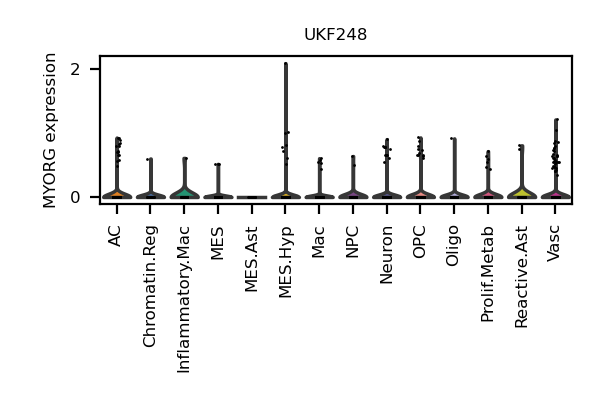 UKF248
MYORG expression
2
0
AC
Chromatin.Reg
Inflammatory.Mac
MES
MES.Ast
MES.Hyp
Mac
NPC
Neuron
OPC
Oligo
Prolif.Metab
Reactive.Ast
Vasc